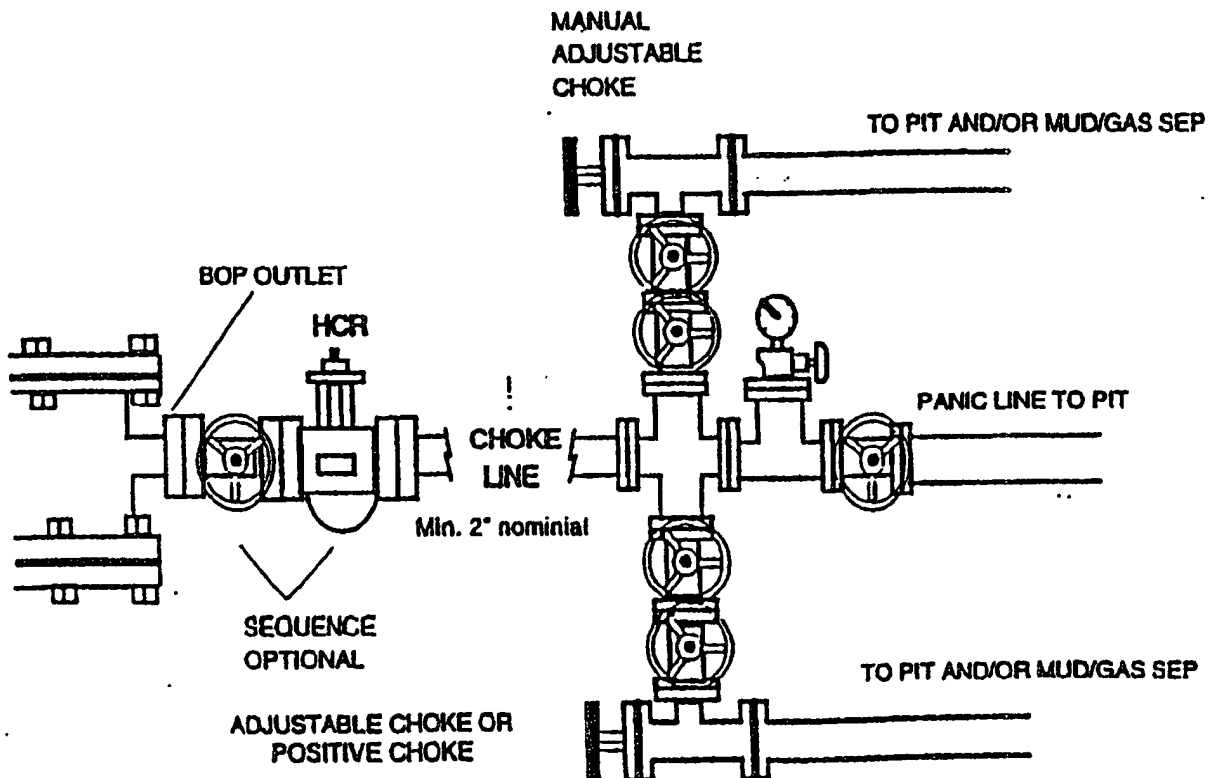 MANUAL
ADJUSTABLE
CHOKE
TO PIT AND/OR MUD/GAS SEP
BOP OUTLET
HCR
CHOKE
LINE
Min. 2" nominial
PANIC LINE TO PIT
SEQUENCE
OPTIONAL
TO PIT AND/OR MUD/GAS SEP
ADJUSTABLE CHOKE OR
POSITIVE CHOKE